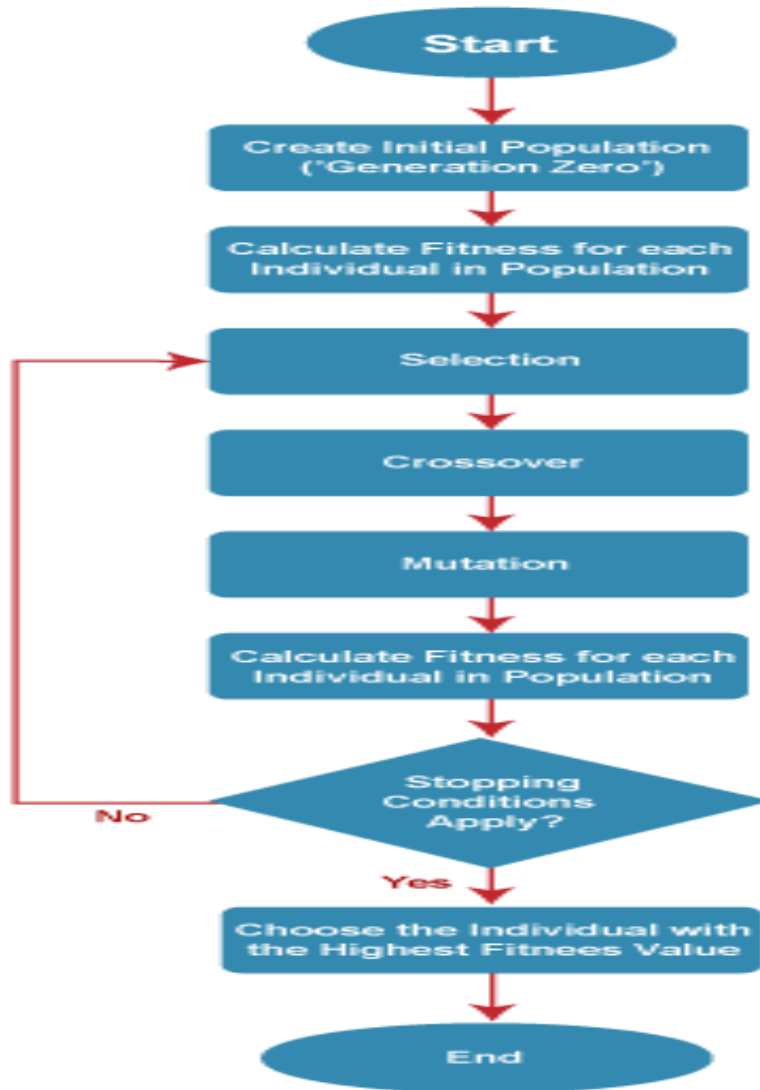 Start
Create Initial Population
("Generation Zero")
Calculate Fitness for each
Individual in Population
Selection
Crossover
Mutation
Calculate Fitness for each
Individual in Population
Stopping
Conditions
Apply?
No
Yes
Choose the Individual with
the Highest Fitnees Value
End